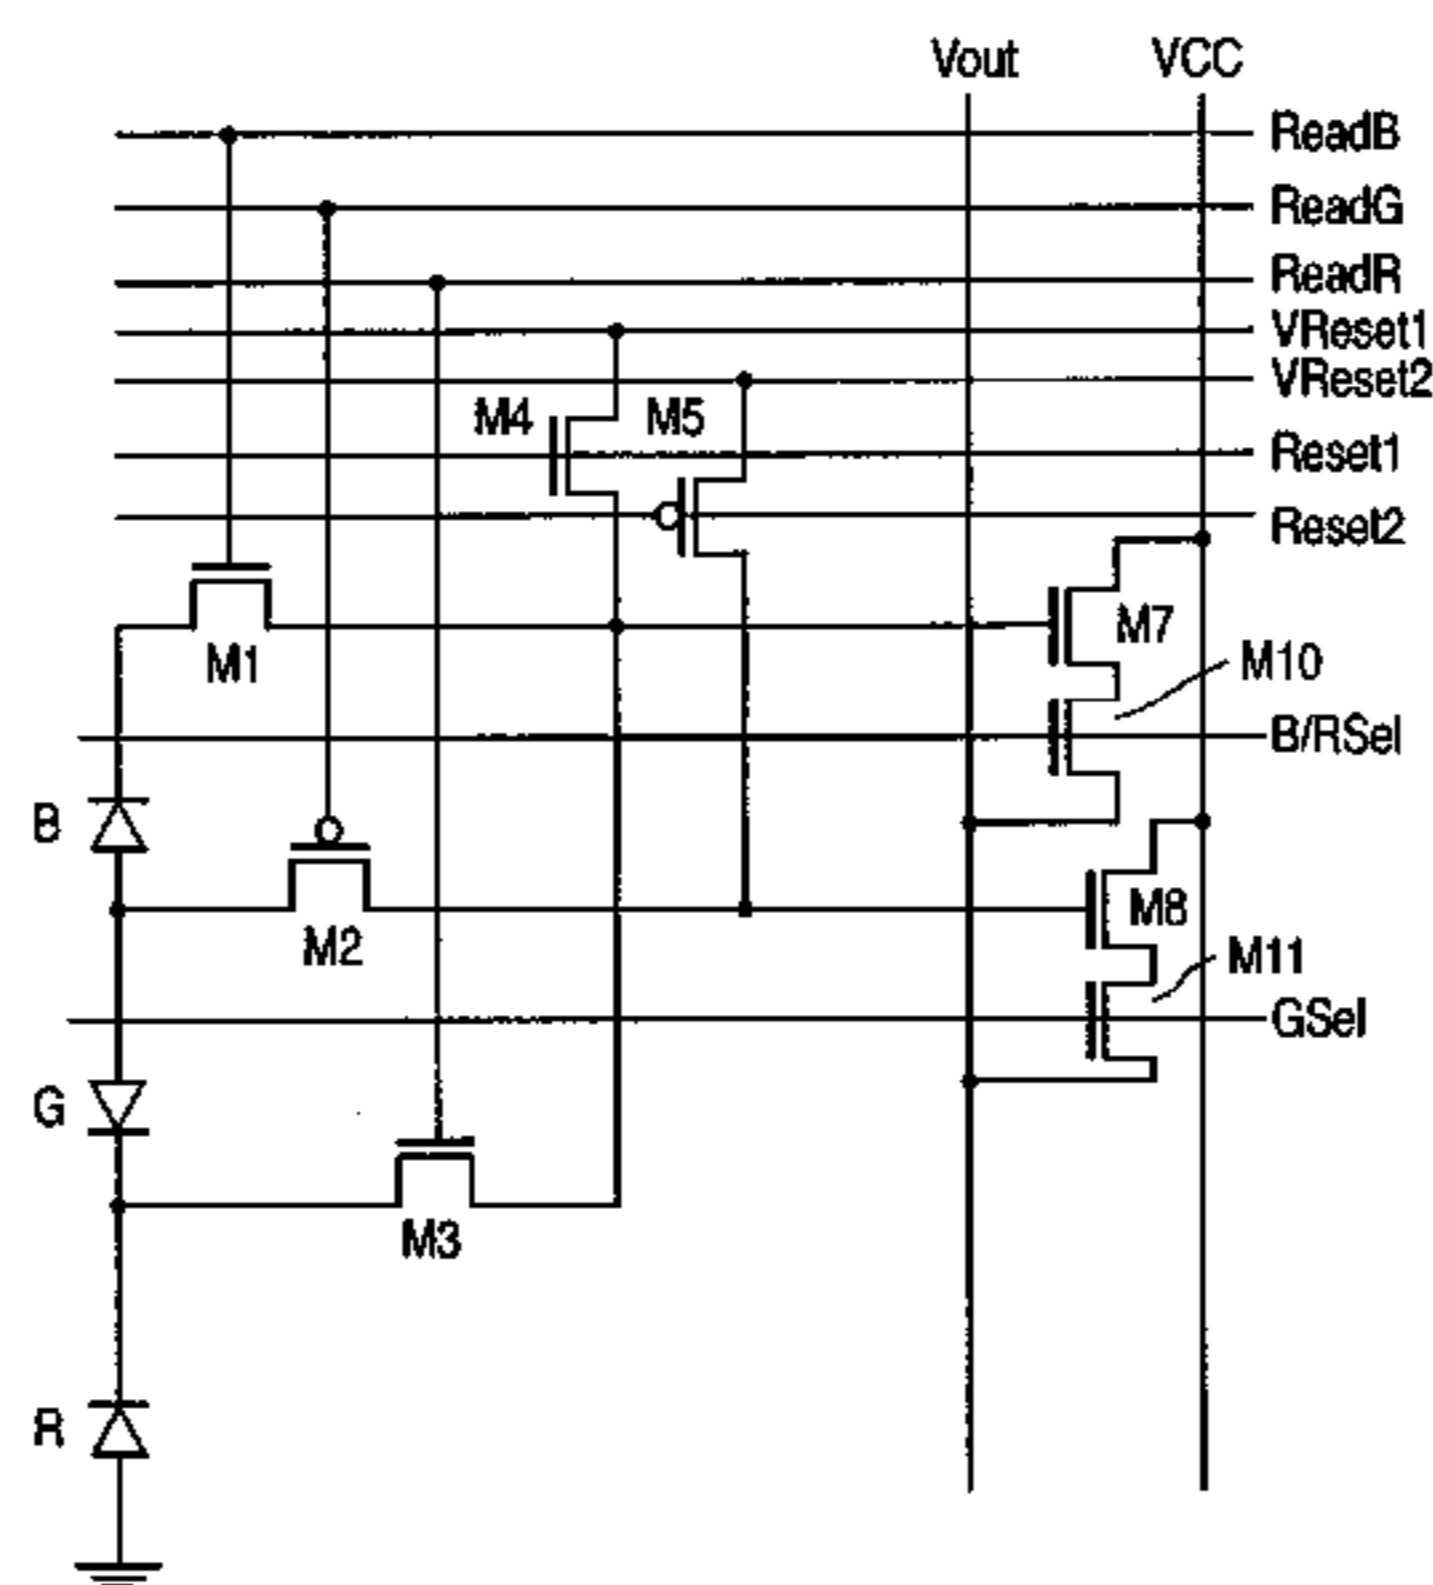 Vout VCC
ReadB
ReadG
ReadR
VReset1
VReset2
M4 M5
Reset1
Reset2
M7
M1
M10
B/RSel
B
M8
M2
M11
GSel
G
M3
R